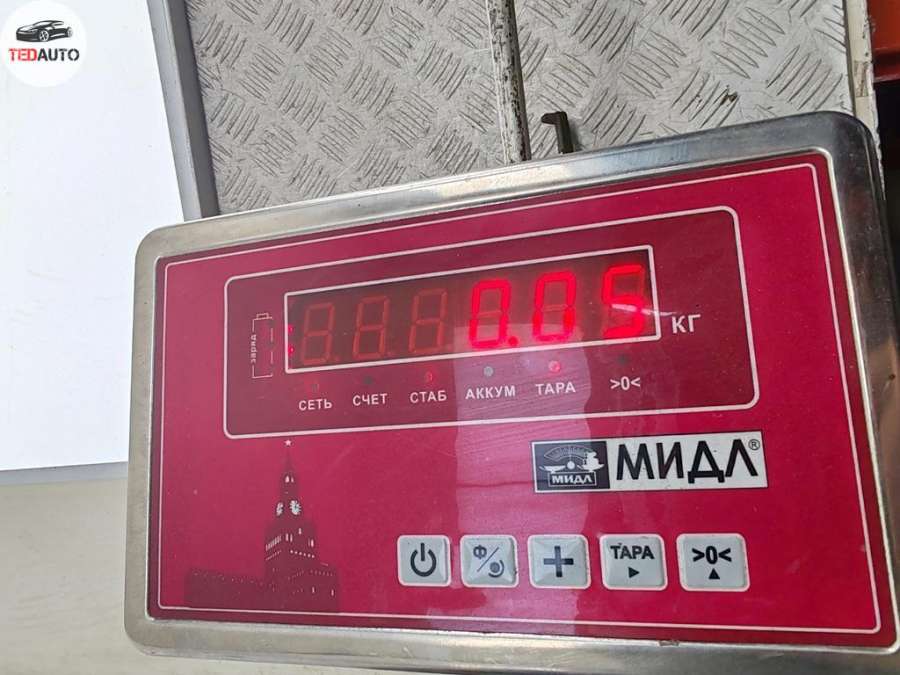 TEDAUTO
заряд
0.05 КГ
СЕТЬ СЧЕТ СТАБ АККУМ ТАРА >0<
МИДЛ МИДЛ®
Ф/ + ТАРА >0<